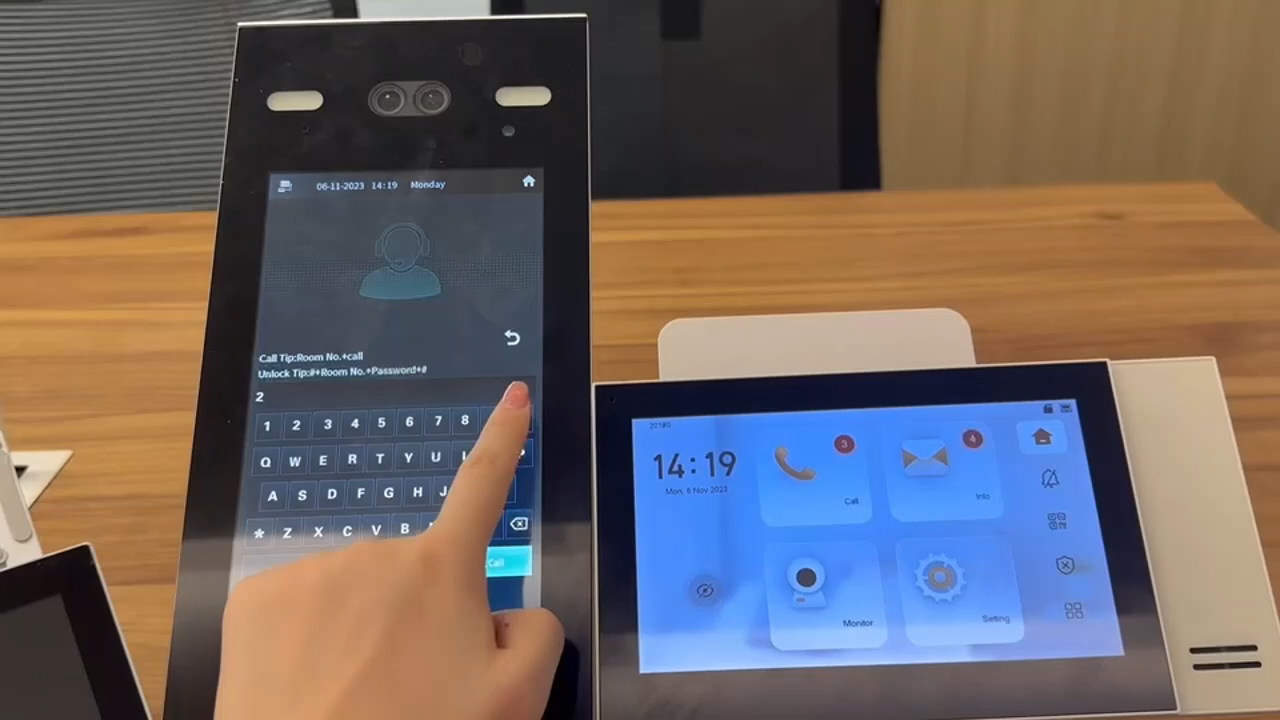 06-11-2023 14:19 Monday
Call Tip:Room No.+call
Unlock Tip:#+Room No.+Password+#
2
1 2 3 4 5 6 7 8
Q W E R T Y U
A S D F G H J
* Z X C V B
Call
14:19
Mon, 6 Nov 2023
3
Call
4
Info
Monitor
Setting